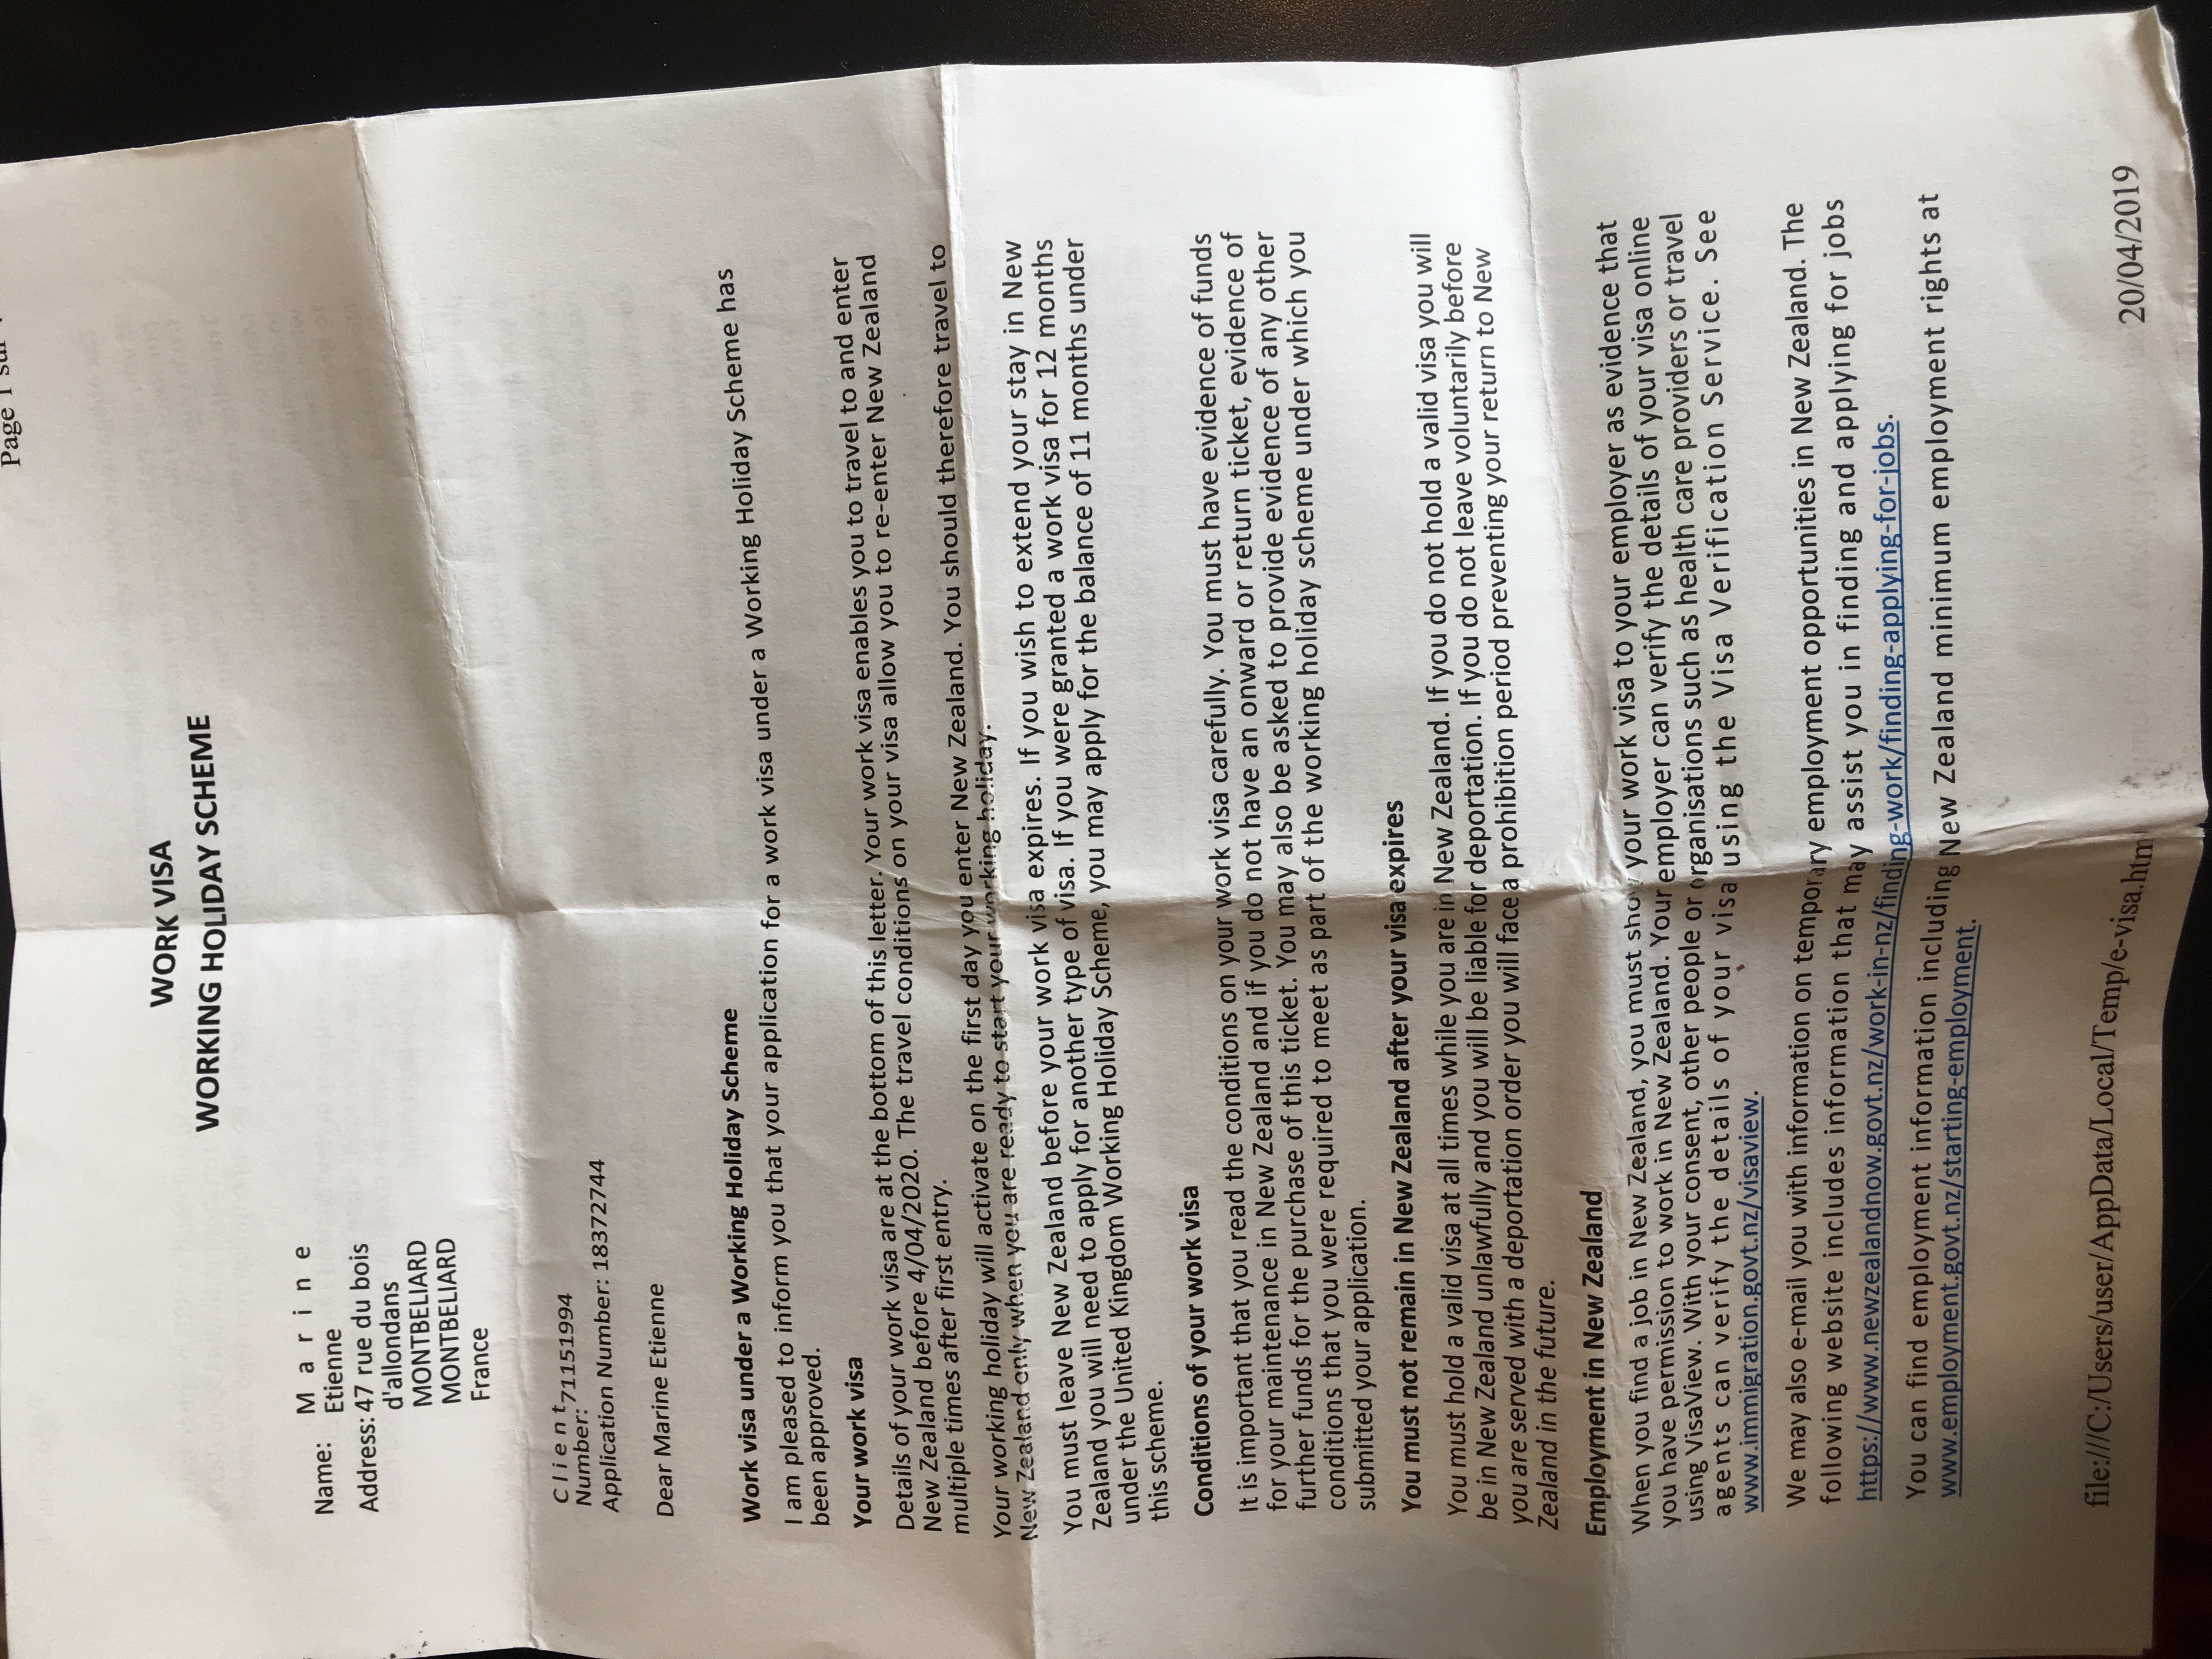 Page 1 sur
WORK VISA
WORKING HOLIDAY SCHEME
Name: Marine
Etienne
Address: 47 rue du bois
d'allondans
MONTBELIARD
MONTBELIARD
France
Client 71151994
Number:
Application Number: 18372744
Dear Marine Etienne
Work visa under a Working Holiday Scheme
I am pleased to inform you that your application for a work visa under a Working Holiday Scheme has
been approved.
Your work visa
Details of your work visa are at the bottom of this letter. Your work visa enables you to travel to and enter
New Zealand before 4/04/2020. The travel conditions on your visa allow you to re-enter New Zealand
multiple times after first entry.
Your working holiday will activate on the first day you enter New Zealand. You should therefore travel to
New Zealand only when you are ready to start your working holiday.
You must leave New Zealand before your work visa expires. If you wish to extend your stay in New
Zealand you will need to apply for another type of visa. If you were granted a work visa for 12 months
under the United Kingdom Working Holiday Scheme, you may apply for the balance of 11 months under
this scheme.
Conditions of your work visa
It is important that you read the conditions on your work visa carefully. You must have evidence of funds
for your maintenance in New Zealand and if you do not have an onward or return ticket, evidence of
further funds for the purchase of this ticket. You may also be asked to provide evidence of any other
conditions that you were required to meet as part of the working holiday scheme under which you
submitted your application.
You must not remain in New Zealand after your visa expires
You must hold a valid visa at all times while you are in New Zealand. If you do not hold a valid visa you will
be in New Zealand unlawfully and you will be liable for deportation. If you do not leave voluntarily before
you are served with a deportation order you will face a prohibition period preventing your return to New
Zealand in the future.
Employment in New Zealand
When you find a job in New Zealand, you must show your work visa to your employer as evidence that
you have permission to work in New Zealand. Your employer can verify the details of your visa online
using VisaView. With your consent, other people or organisations such as health care providers or travel
agents can verify the details of your visa using the Visa Verification Service. See
www.immigration.govt.nz/visaview.
We may also e-mail you with information on temporary employment opportunities in New Zealand. The
following website includes information that may assist you in finding and applying for jobs
https://www.newzealandnow.govt.nz/work-in-nz/finding-work/finding-applying-for-jobs.
You can find employment information including New Zealand minimum employment rights at
www.employment.govt.nz/starting-employment.
file:///C:/Users/user/AppData/Local/Temp/e-visa.htm
20/04/2019